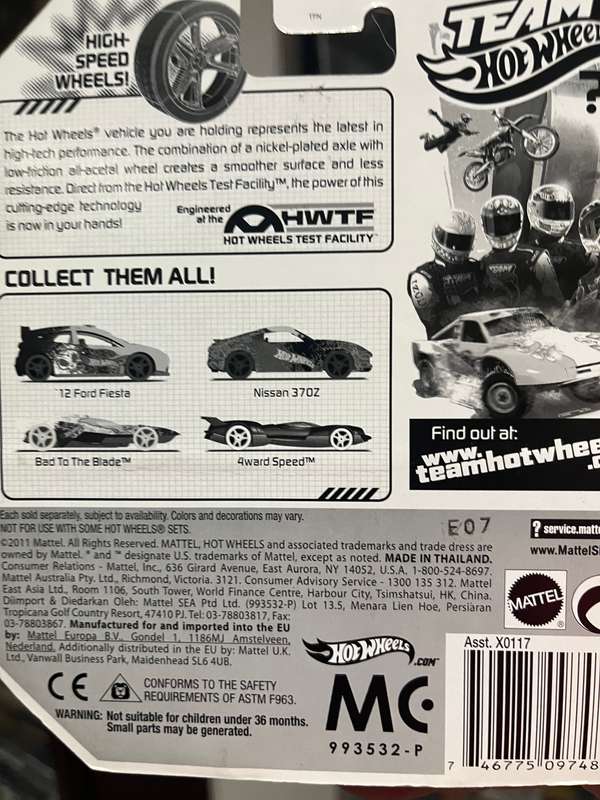 TPN
HIGH-
SPEED
WHEELS!
TEAM
HOT WHEELS
The Hot Wheels® vehicle you are holding represents the latest in
high-tech performance. The combination of a nickel-plated axle with
low-friction all-acetal wheel creates a smoother surface and less
resistance. Direct from the Hot Wheels Test Facility™, the power of this
cutting-edge technology
is now in your hands!
Engineered
at the
HWTF
HOT WHEELS TEST FACILITY™
COLLECT THEM ALL!
12 Ford Fiesta
Nissan 370Z
Bad To The Blade™
4ward Speed™
Find out at:
www.
teamhotwhee
.c
Each sold separately, subject to availability. Colors and decorations may vary.
NOT FOR USE WITH SOME HOT WHEELS® SETS.
E07
©2011 Mattel. All Rights Reserved. MATTEL, HOT WHEELS and associated trademarks and trade dress are
owned by Mattel. ® and ™ designate U.S. trademarks of Mattel, except as noted. MADE IN THAILAND.
Consumer Relations - Mattel, Inc., 636 Girard Avenue, East Aurora, NY 14052, U.S.A. 1-800-524-8697.
Mattel Australia Pty. Ltd., Richmond, Victoria. 3121. Consumer Advisory Service - 1300 135 312. Mattel
East Asia Ltd., Room 1106, South Tower, World Finance Centre, Harbour City, Tsimshatsui, HK, China.
Diimport & Diedarkan Oleh: Mattel SEA Ptd Ltd. (993532-P) Lot 13.5, Menara Lien Hoe, Persiaran
Tropicana Golf Country Resort, 47410 PJ. Tel: 03-78803817, Fax:
03-78803867. Manufactured for and imported into the EU
by: Mattel Europa B.V., Gondel 1, 1186MJ Amstelveen,
Nederland. Additionally distributed in the EU by: Mattel U.K.
Ltd., Vanwall Business Park, Maidenhead SL6 4UB.
? service.matt
www.MattelS
MATTEL
HOT WHEELS
.COM™
Asst. X0117
CE
CONFORMS TO THE SAFETY
REQUIREMENTS OF ASTM F963.
MC
993532-P
WARNING: Not suitable for children under 36 months.
Small parts may be generated.
7 46775 09748